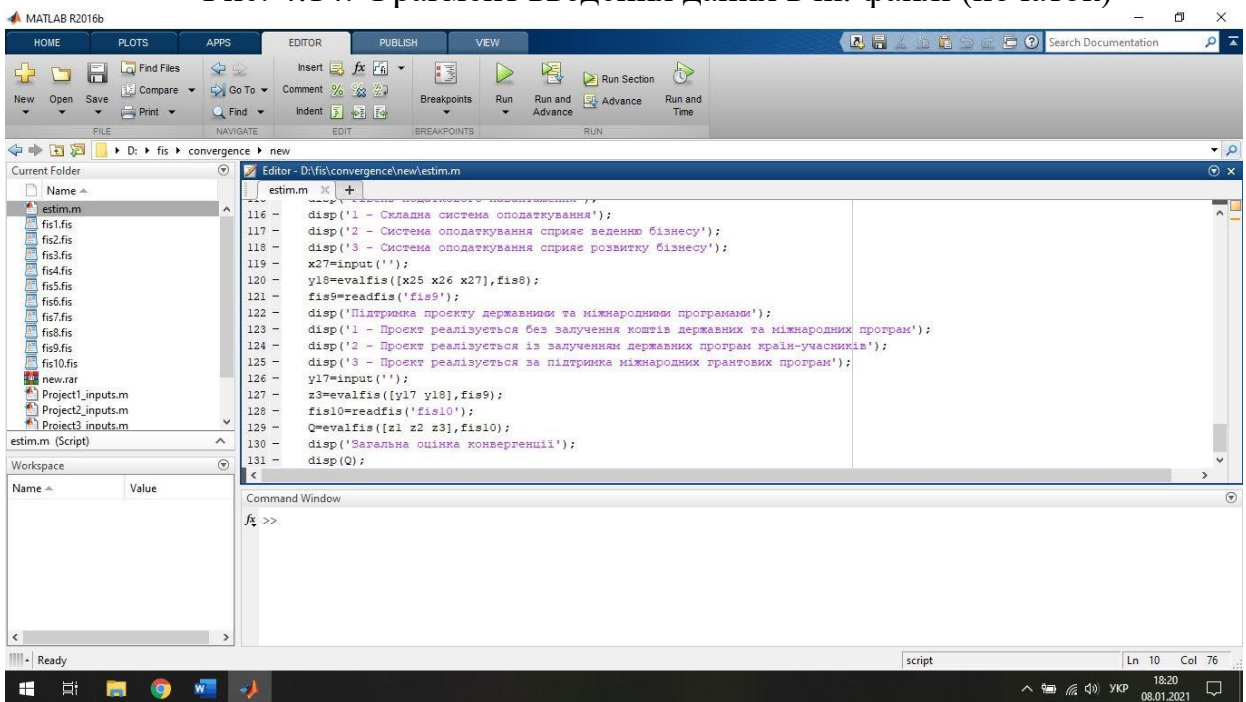 MATLAB R2016b
HOME PLOTS APPS EDITOR PUBLISH VIEW
Search Documentation
New Open Save
Find Files
Compare
Print
Go To
Find
Insert fx
Comment %
Indent
Breakpoints
Run
Run and Advance
Run Section
Advance
Run and Time
FILE NAVIGATE EDIT BREAKPOINTS RUN
D: fis convergence new
Current Folder
Name
estim.m
fis1.fis
fis2.fis
fis3.fis
fis4.fis
fis5.fis
fis6.fis
fis7.fis
fis8.fis
fis9.fis
fis10.fis
new.rar
Project1_inputs.m
Project2_inputs.m
Project3_inputs.m
estim.m (Script)
Workspace
Name Value
Editor - D:\fis\convergence\new\estim.m
estim.m
116 – disp('1 - Складна система оподаткування');
117 – disp('2 - Система оподаткування сприяє веденню бізнесу');
118 – disp('3 - Система оподаткування сприяє розвитку бізнесу');
119 – x27=input('');
120 – y18=evalfis([x25 x26 x27],fis8);
121 – fis9=readfis('fis9');
122 – disp('Підтримка проєкту державними та міжнародними програмами');
123 – disp('1 - Проєкт реалізується без залучення коштів державних та міжнародних програм');
124 – disp('2 - Проєкт реалізується із залученням державних програм країн-учасників');
125 – disp('3 - Проєкт реалізується за підтримка міжнародних грантових програм');
126 – y17=input('');
127 – z3=evalfis([y17 y18],fis9);
128 – fis10=readfis('fis10');
129 – Q=evalfis([z1 z2 z3],fis10);
130 – disp('Загальна оцінка конвергенції');
131 – disp(Q);
Command Window
fx >>
Ready
script Ln 10 Col 76
УКР 18:20
08.01.2021